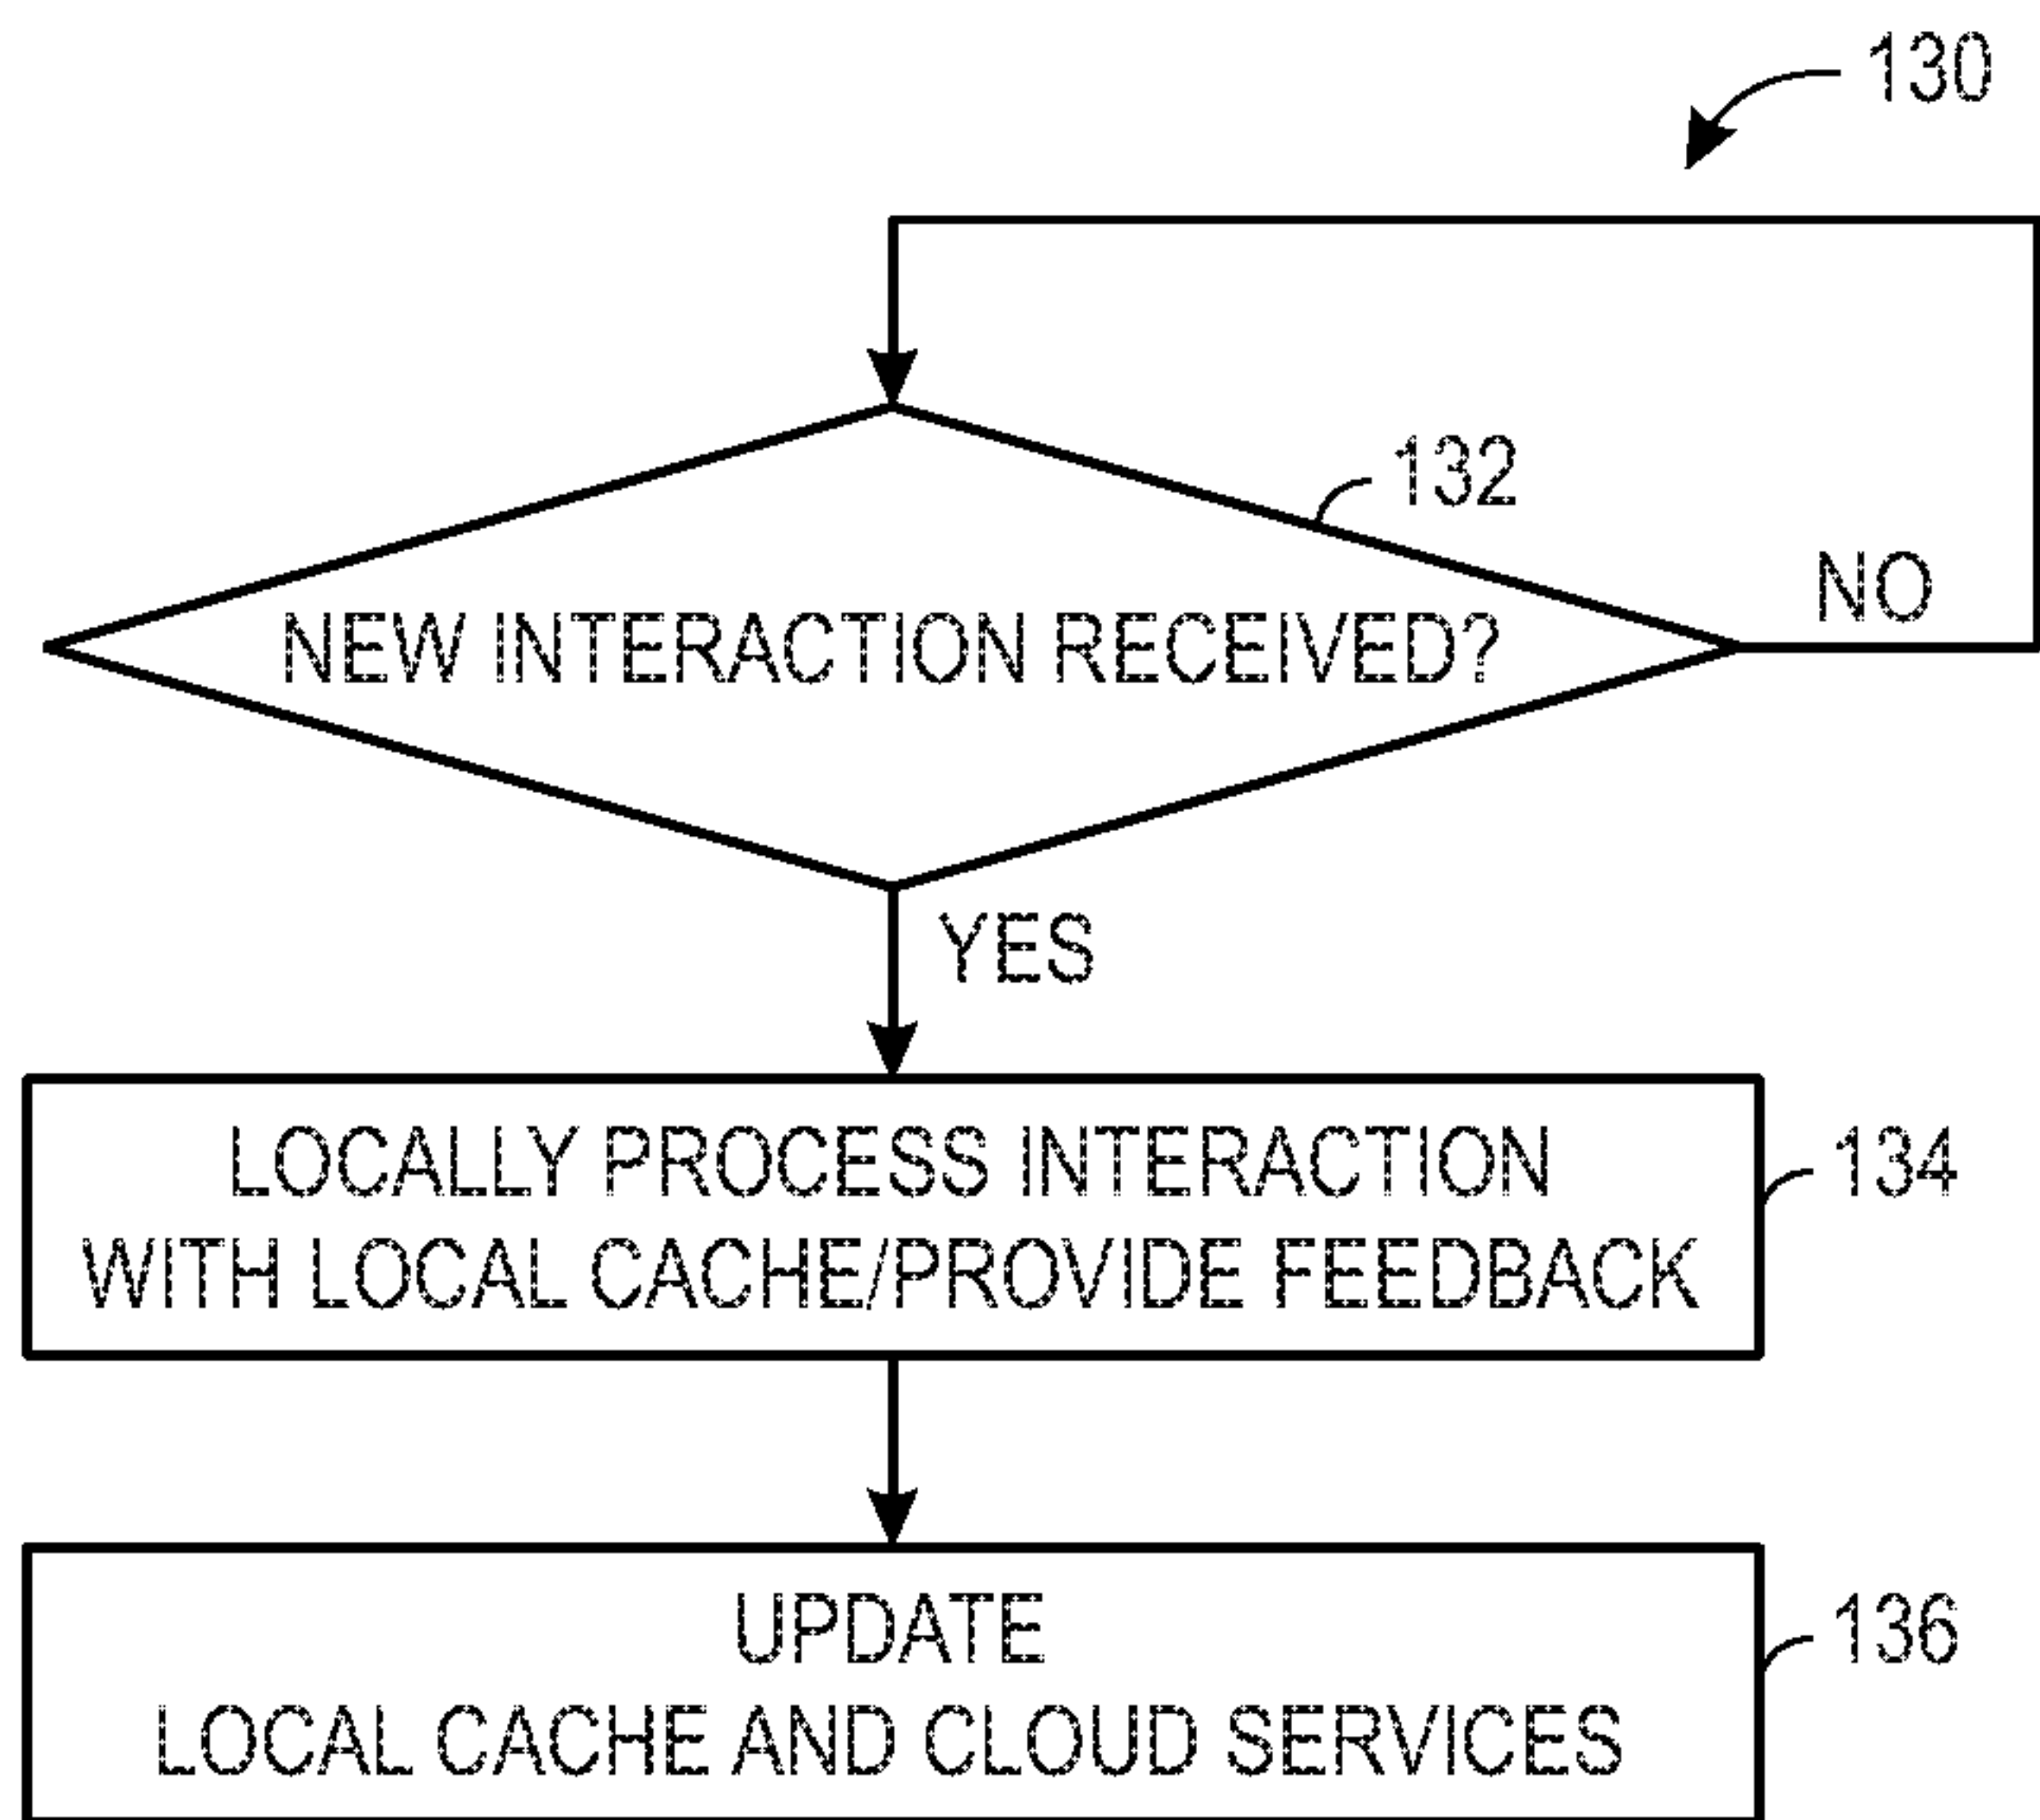 130
132
NO
NEW INTERACTION RECEIVED?
YES
LOCALLY PROCESS INTERACTION
WITH LOCAL CACHE/PROVIDE FEEDBACK
134
UPDATE
LOCAL CACHE AND CLOUD SERVICES
136